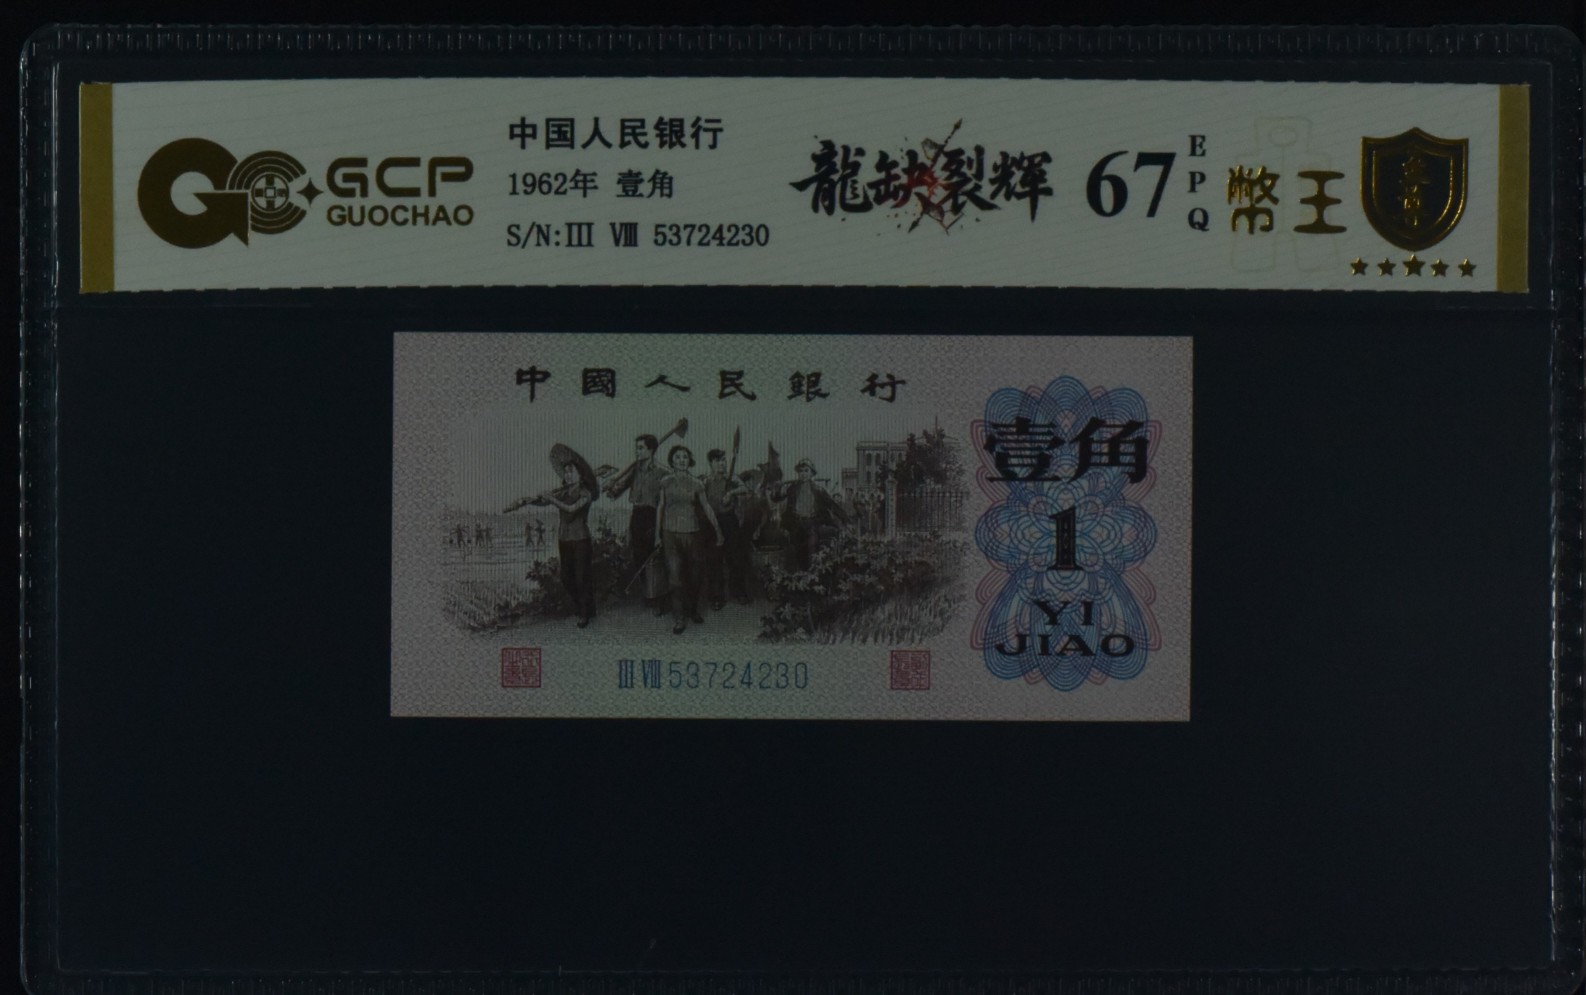 GCP
GUOCHAO
中国人民银行
1962年 壹角
S/N:III VIII 53724230
龍缺裂輝
67
EPQ
幣王
中國人民銀行
壹角
1
YI
JIAO
III VIII 53724230